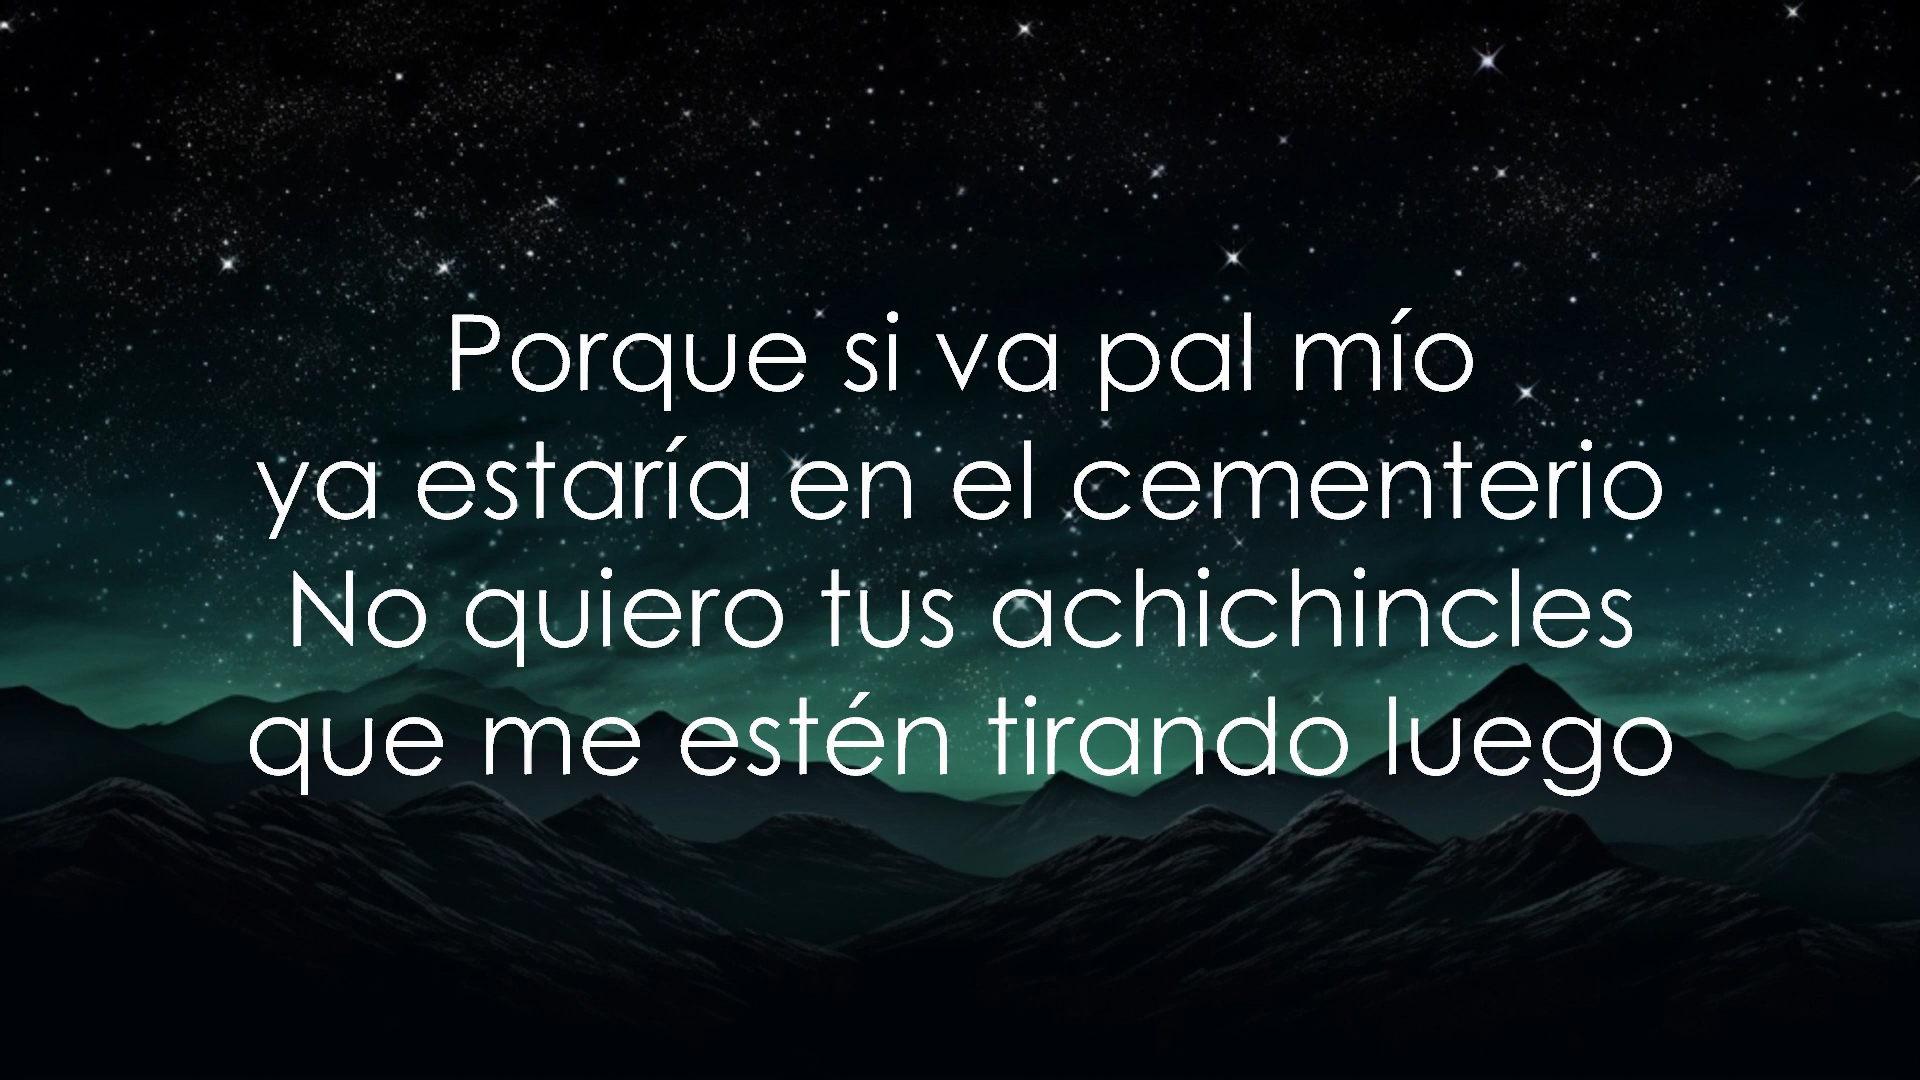 Porque si va pal mío
ya estaría en el cementerio
No quiero tus achichincles
que me estén tirando luego